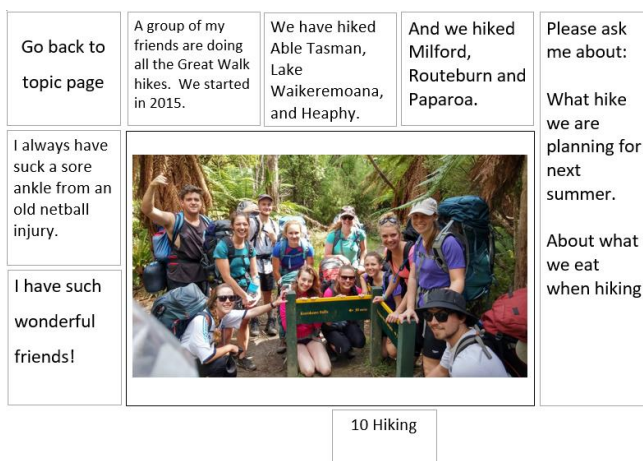 Go back to
topic page
A group of my
friends are doing
all the Great Walk
hikes. We started
in 2015.
We have hiked
Able Tasman,
Lake
Waikeremoana,
and Heaphy.
And we hiked
Milford,
Routeburn and
Paparoa.
Please ask
me about:
What hike
we are
planning for
next
summer.
About what
we eat
when hiking
I always have
suck a sore
ankle from an
old netball
injury.
I have such
wonderful
friends!
10 Hiking